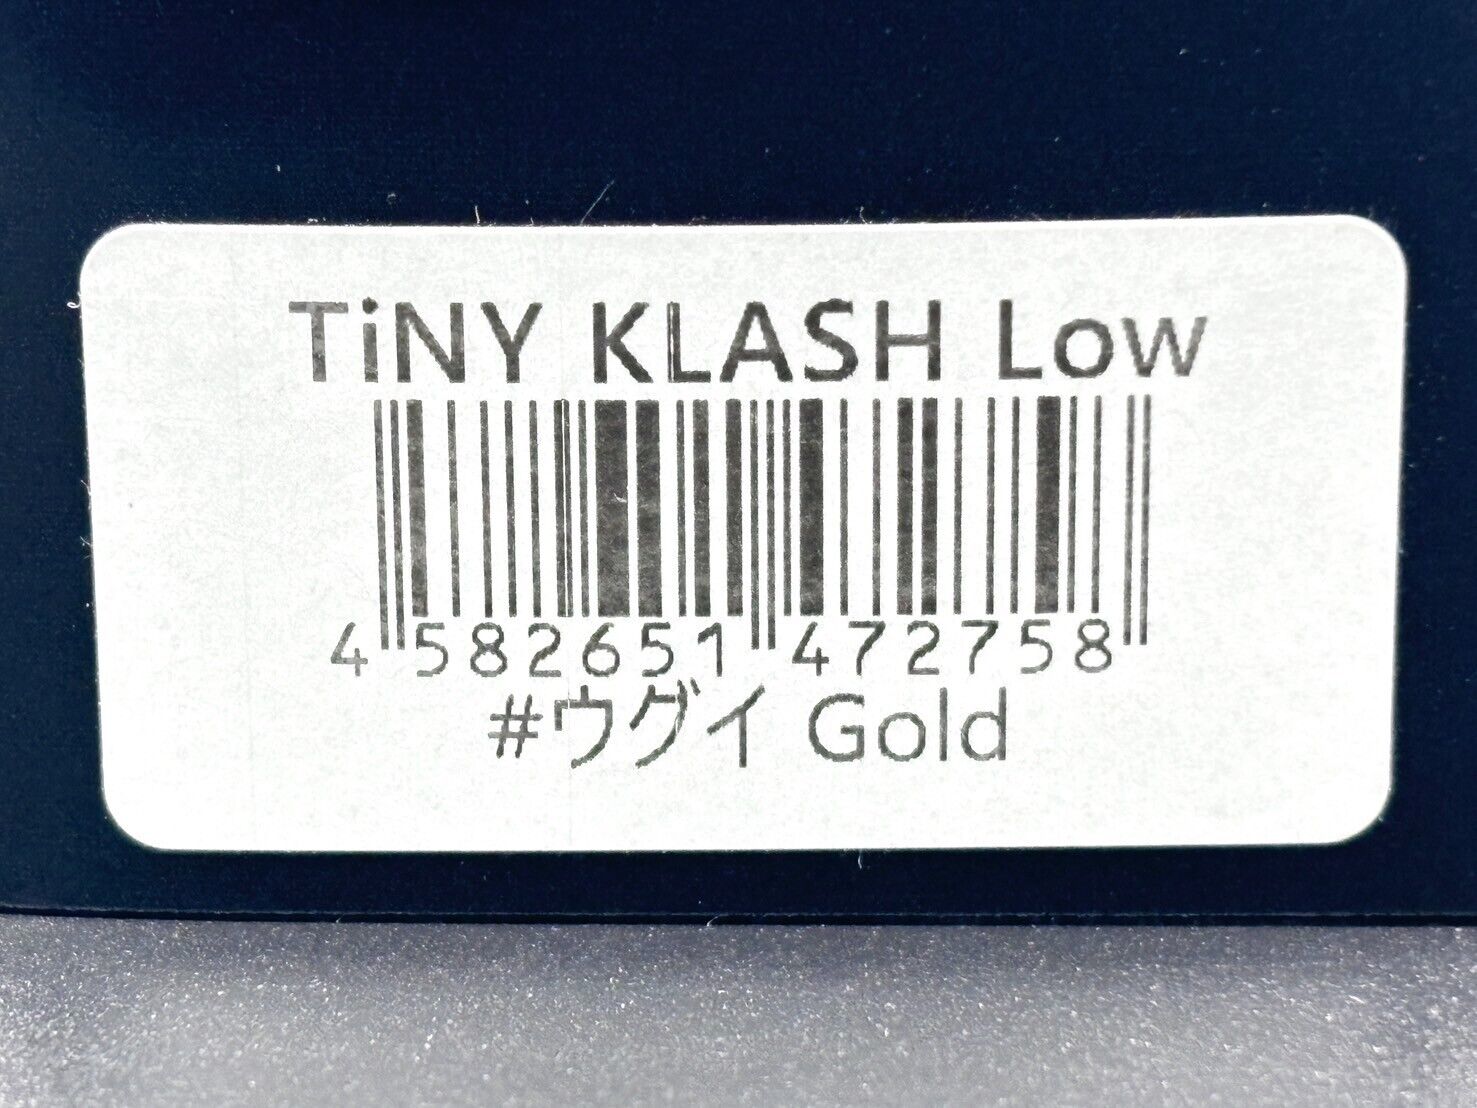 TiNY KLASH Low
4 582651 472758
#ウグイ Gold